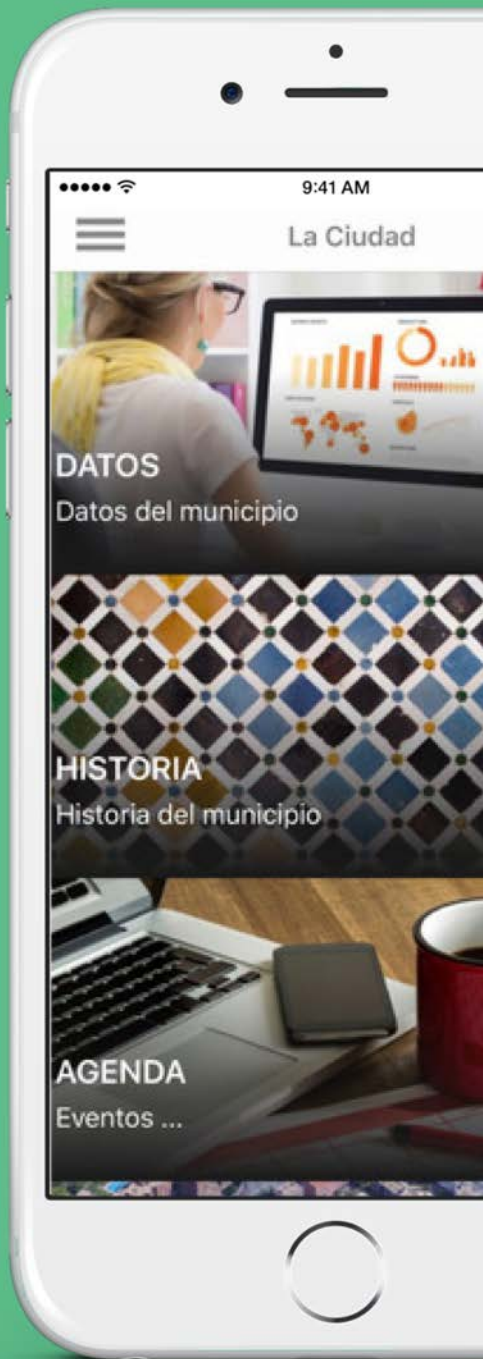 9:41 AM
La Ciudad
DATOS
Datos del municipio
HISTORIA
Historia del municipio
AGENDA
Eventos ...